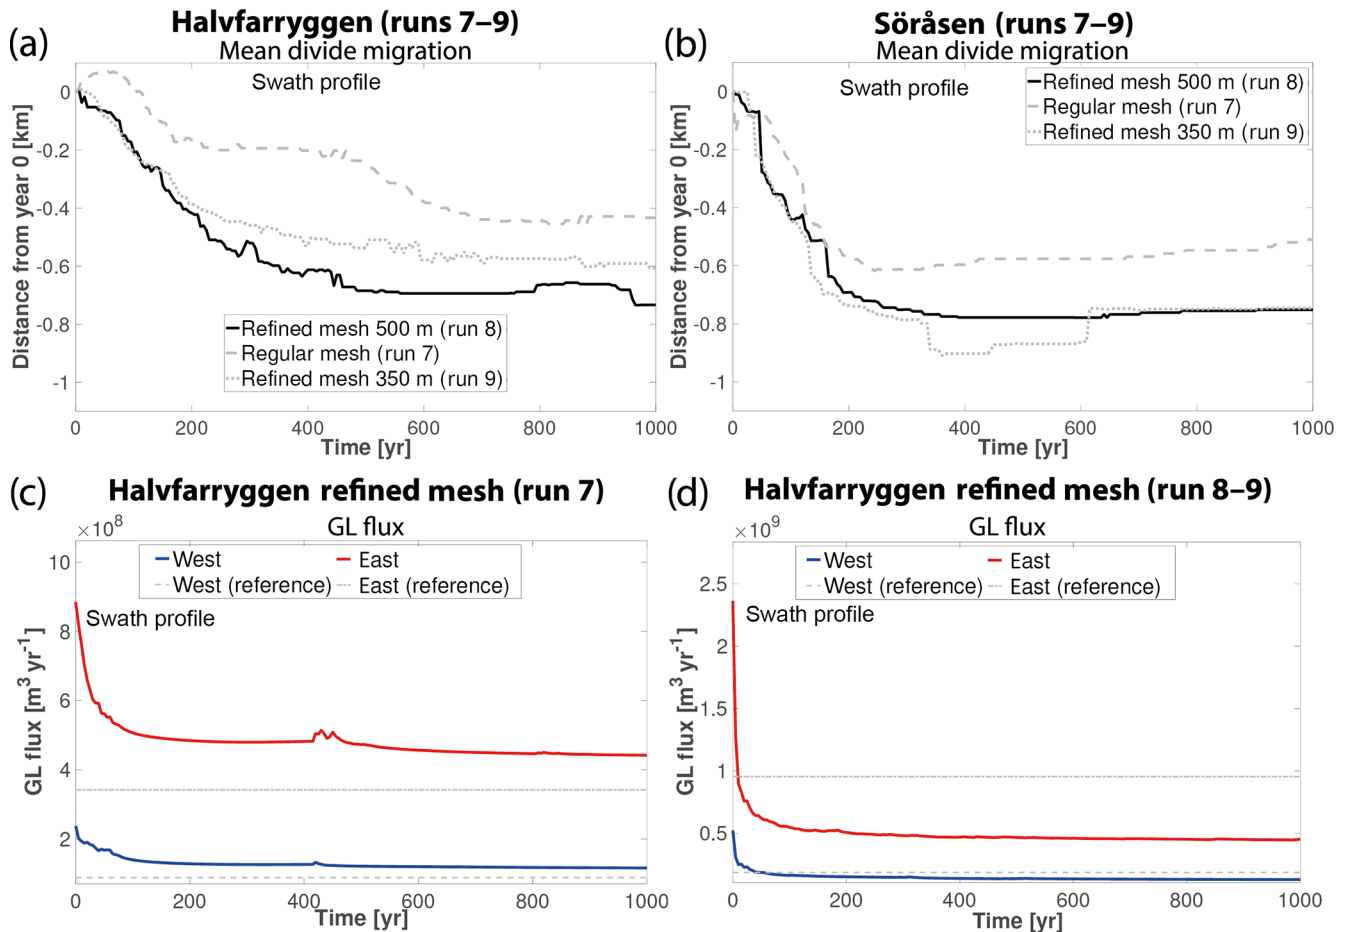 (a)
Halvfarryggen (runs 7–9)
Mean divide migration
Swath profile
Distance from year 0 [km]
0
-0.2
-0.4
-0.6
-0.8
-1
Refined mesh 500 m (run 8)
Regular mesh (run 7)
Refined mesh 350 m (run 9)
0
200
400
600
800
1000
Time [yr]
(b)
Söråsen (runs 7–9)
Mean divide migration
Swath profile
Refined mesh 500 m (run 8)
Regular mesh (run 7)
Refined mesh 350 m (run 9)
Distance from year 0 [km]
0
-0.2
-0.4
-0.6
-0.8
-1
0
200
400
600
800
1000
Time [yr]
(c)
Halvfarryggen refined mesh (run 7)
GL flux
×10⁸
West
East
West (reference)
East (reference)
Swath profile
GL flux [m³ yr⁻¹]
10
8
6
4
2
0
200
400
600
800
1000
Time [yr]
(d)
Halvfarryggen refined mesh (run 8–9)
GL flux
×10⁹
West
East
West (reference)
East (reference)
Swath profile
GL flux [m³ yr⁻¹]
2.5
2
1.5
1
0.5
0
200
400
600
800
1000
Time [yr]